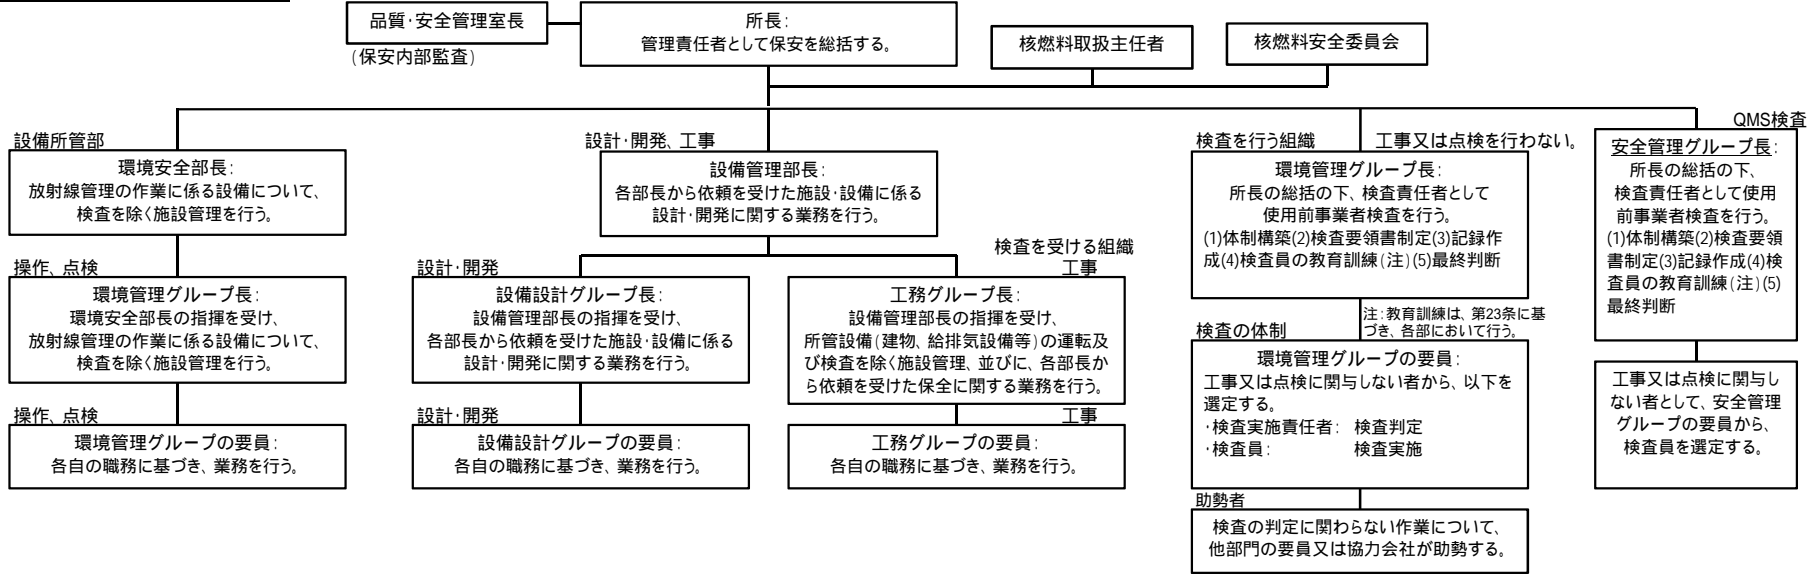 品質･安全管理室長
(保安内部監査)
所長:
管理責任者として保安を総括する。
核燃料取扱主任者
核燃料安全委員会
設備所管部
環境安全部長:
放射線管理の作業に係る設備について、
検査を除く施設管理を行う。
操作、点検
環境管理グループ長:
環境安全部長の指揮を受け、
放射線管理の作業に係る設備について、
検査を除く施設管理を行う。
操作、点検
環境管理グループの要員:
各自の職務に基づき、業務を行う。
設計･開発、工事
設備管理部長:
各部長から依頼を受けた施設･設備に係る
設計･開発に関する業務を行う。
設計･開発
設備設計グループ長:
設備管理部長の指揮を受け、
各部長から依頼を受けた施設･設備に係る
設計･開発に関する業務を行う。
設計･開発
設備設計グループの要員:
各自の職務に基づき、業務を行う。
検査を受ける組織
工事
工務グループ長:
設備管理部長の指揮を受け、
所管設備(建物、給排気設備等)の運転及
び検査を除く施設管理、並びに、各部長か
ら依頼を受けた保全に関する業務を行う。
工事
工務グループの要員:
各自の職務に基づき、業務を行う。
検査を行う組織
工事又は点検を行わない。
環境管理グループ長:
所長の総括の下、検査責任者として
使用前事業者検査を行う。
(1)体制構築(2)検査要領書制定(3)記録作
成(4)検査員の教育訓練(注)(5)最終判断
注:教育訓練は、第23条に基
づき、各部において行う。
検査の体制
環境管理グループの要員:
工事又は点検に関与しない者から、以下を
選定する。
･検査実施責任者: 検査判定
･検査員: 検査実施
助勢者
検査の判定に関わらない作業について、
他部門の要員又は協力会社が助勢する。
QMS検査
安全管理グループ長:
所長の総括の下、
検査責任者として使用
前事業者検査を行う。
(1)体制構築(2)検査要領
書制定(3)記録作成(4)検
査員の教育訓練(注)(5)
最終判断
工事又は点検に関与し
ない者として、安全管理
グループの要員から、
検査員を選定する。